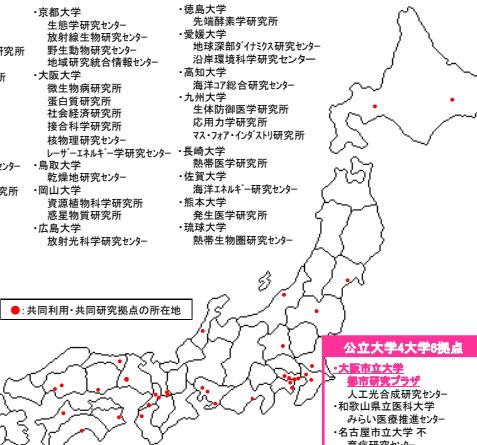 ・京都大学
生態学研究センター
放射線生物研究センター
野生動物研究センター
地域研究統合情報センター
・大阪大学
微生物病研究所
蛋白質研究所
社会経済研究所
接合科学研究所
核物理研究センター
レーザーエネルギー学研究センター
・鳥取大学
乾燥地研究センター
・岡山大学
資源植物科学研究所
惑星物質研究所
・広島大学
放射光科学研究センター
・徳島大学
先端酵素学研究所
・愛媛大学
地球深部ダイナミクス研究センター
沿岸環境科学研究センター
・高知大学
海洋コア総合研究センター
・九州大学
生体防御医学研究所
応用力学研究所
マス・フォア・インダストリ研究所
・長崎大学
熱帯医学研究所
・佐賀大学
海洋エネルギー研究センター
・熊本大学
発生医学研究所
・琉球大学
熱帯生物圏研究センター
●:共同利用・共同研究拠点の所在地
公立大学4大学6拠点
・大阪市立大学
都市研究プラザ
人工光合成研究センター
・和歌山県立医科大学
みらい医療推進センター
・名古屋市立大学 不